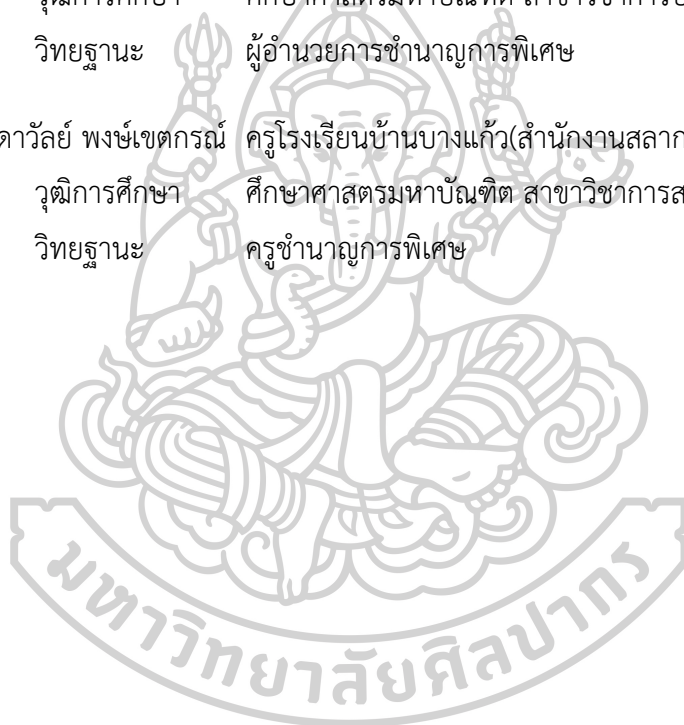 วิทยฐานะ ผู้อำนวยการชำนาญการพิเศษ
พงษ์เขตกรณ์ ครูโรงเรียนบ้านบางแก้ว(สำนักงานสลาก
วุฒิการศึกษา ศึกษาศาสตรมหาบัณฑิต สาขาวิชาการส
วิทยฐานะ ครูชำนาญการพิเศษ
มหาวิทยาลัยศิลปากร